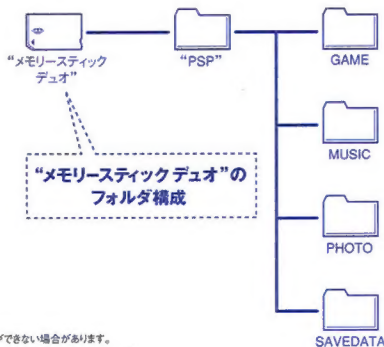 “メモリースティック
デュオ”
“PSP”
GAME
“メモリースティック デュオ”の
フォルダ構成
MUSIC
PHOTO
SAVEDATA
ができない場合があります。